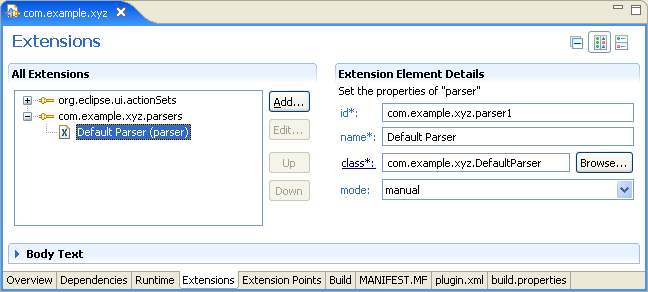 com.example.xyz
Extensions
All Extensions
org.eclipse.ui.actionSets
com.example.xyz.parsers
Default Parser (parser)
Add...
Edit...
Up
Down
Extension Element Details
Set the properties of "parser"
id*: com.example.xyz.parser1
name*: Default Parser
class*: com.example.xyz.DefaultParser Browse...
mode: manual
Body Text
Overview Dependencies Runtime Extensions Extension Points Build MANIFEST.MF plugin.xml build.properties